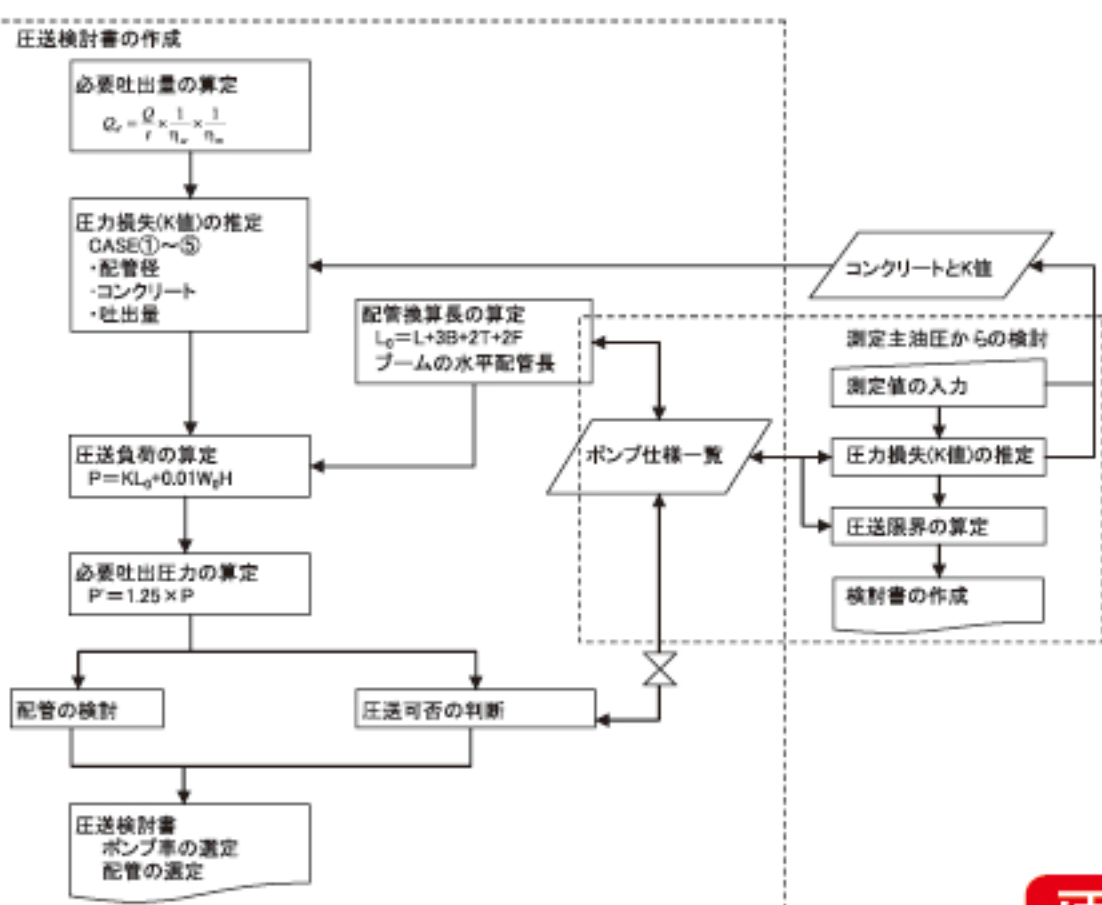 圧送検討書の作成
必要吐出量の算定
圧力損失(K値)の推定
CASE①～⑤
・配管径
・コンクリート
・吐出量
コンクリートとK値
配管換算長の算定
L₀＝L+3B+2T+2F
ブームの水平配管長
測定主油圧からの検討
測定値の入力
圧力損失(K値)の推定
圧送限界の算定
検討書の作成
ポンプ仕様一覧
圧送負荷の算定
P＝KL₀+0.01W₀H
必要吐出圧力の算定
P'＝1.25×P
配管の検討
圧送可否の判断
圧送検討書
ポンプ車の選定
配管の選定